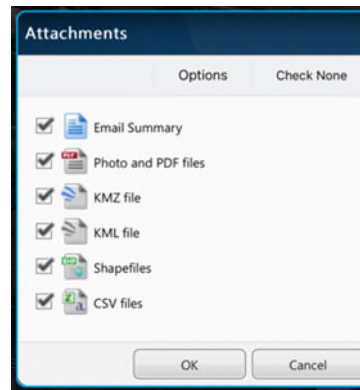 Attachments
Options Check None
Email Summary
Photo and PDF files
KMZ file
KML file
Shapefiles
CSV files
OK Cancel